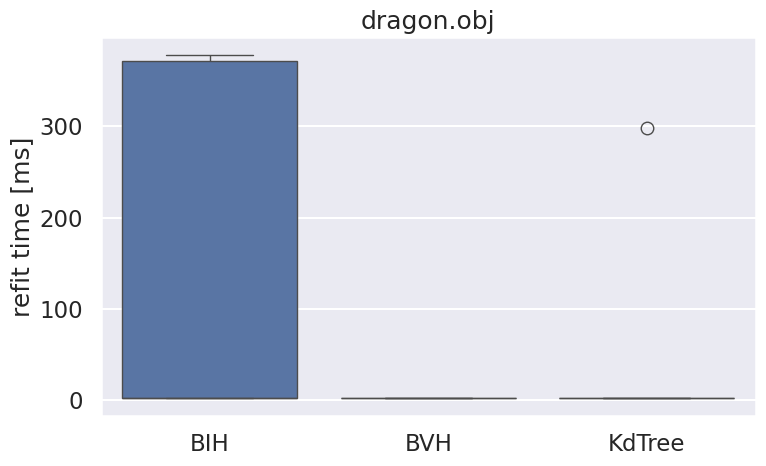 dragon.obj
refit time [ms]
300
200
100
0
BIH BVH KdTree